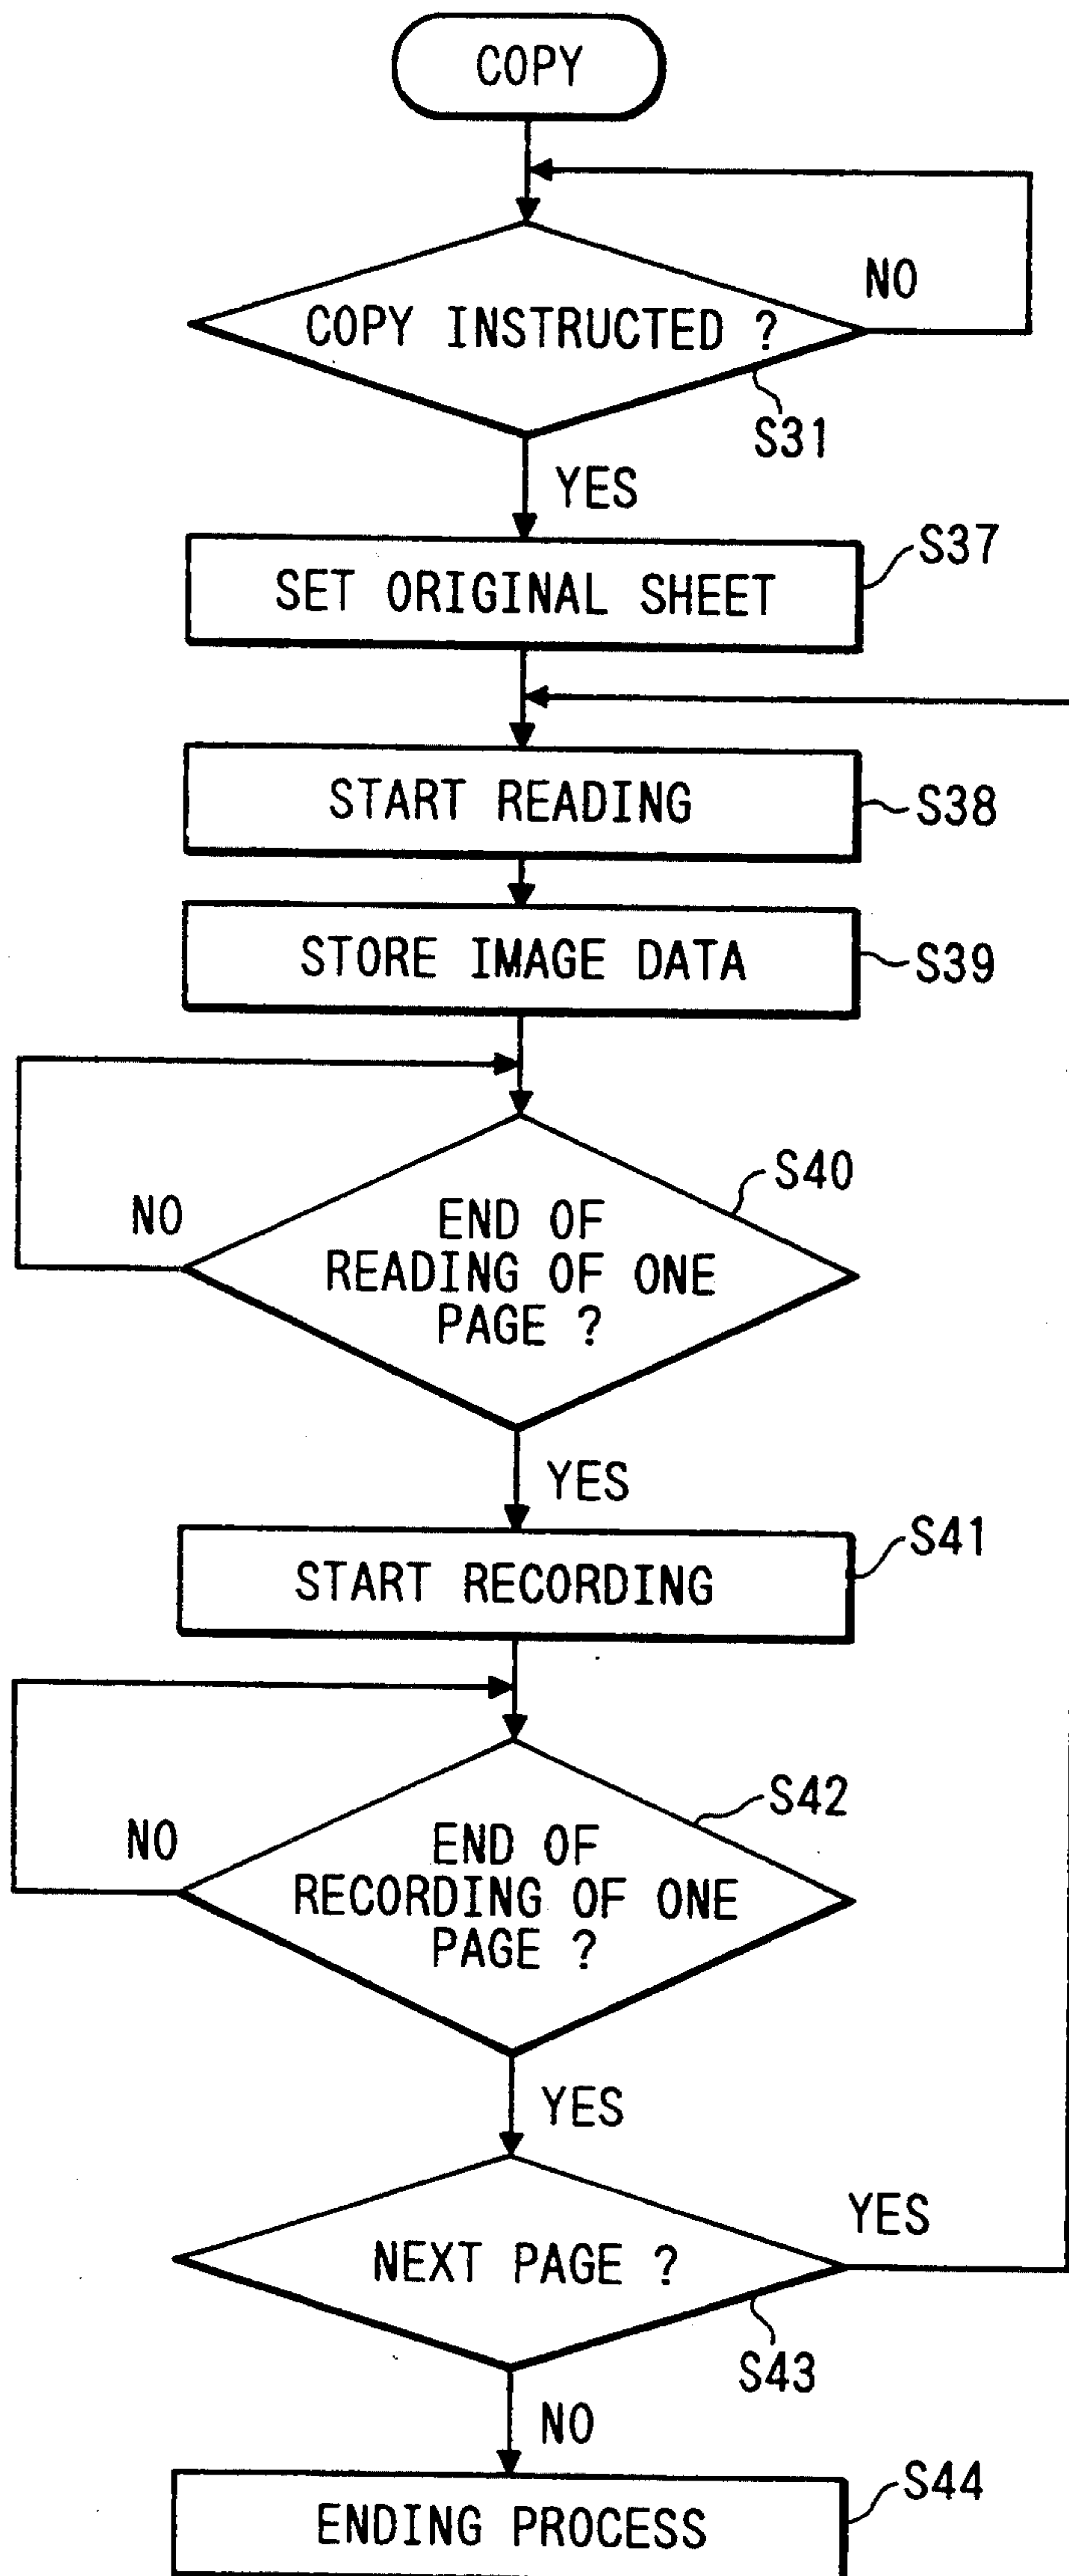 COPY
NO
COPY INSTRUCTED ?
S31
YES
S37
SET ORIGINAL SHEET
START READING
S38
STORE IMAGE DATA
S39
S40
NO
END OF
READING OF ONE
PAGE ?
YES
S41
START RECORDING
S42
NO
END OF
RECORDING OF ONE
PAGE ?
YES
YES
NEXT PAGE ?
S43
NO
S44
ENDING PROCESS